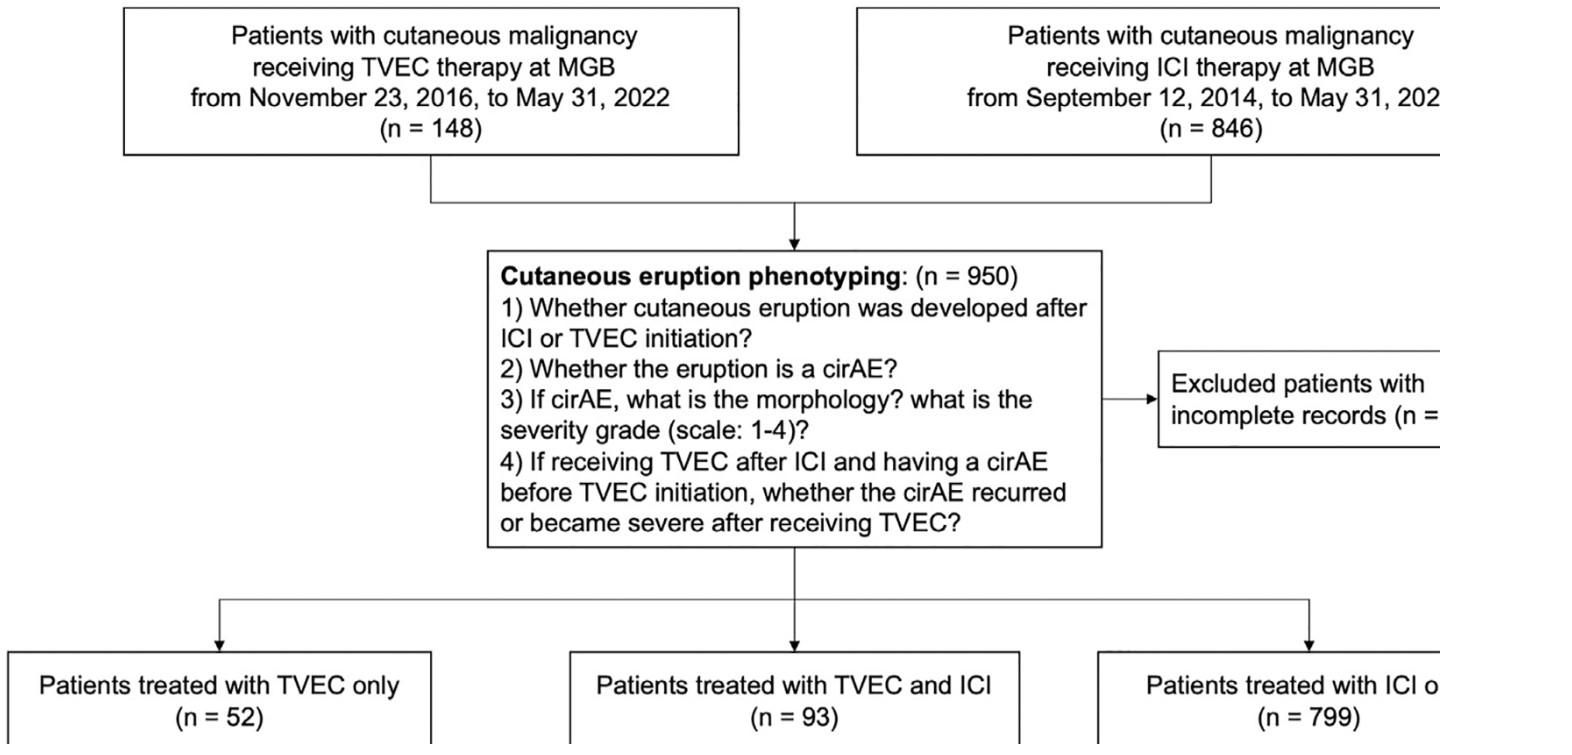 Patients with cutaneous malignancy
receiving TVEC therapy at MGB
from November 23, 2016, to May 31, 2022
(n = 148)
Patients with cutaneous malignancy
receiving ICI therapy at MGB
from September 12, 2014, to May 31, 202
(n = 846)
Cutaneous eruption phenotyping: (n = 950)
1) Whether cutaneous eruption was developed after
ICI or TVEC initiation?
2) Whether the eruption is a cirAE?
3) If cirAE, what is the morphology? what is the
severity grade (scale: 1-4)?
4) If receiving TVEC after ICI and having a cirAE
before TVEC initiation, whether the cirAE recurred
or became severe after receiving TVEC?
Excluded patients with
incomplete records (n =
Patients treated with TVEC only
(n = 52)
Patients treated with TVEC and ICI
(n = 93)
Patients treated with ICI o
(n = 799)